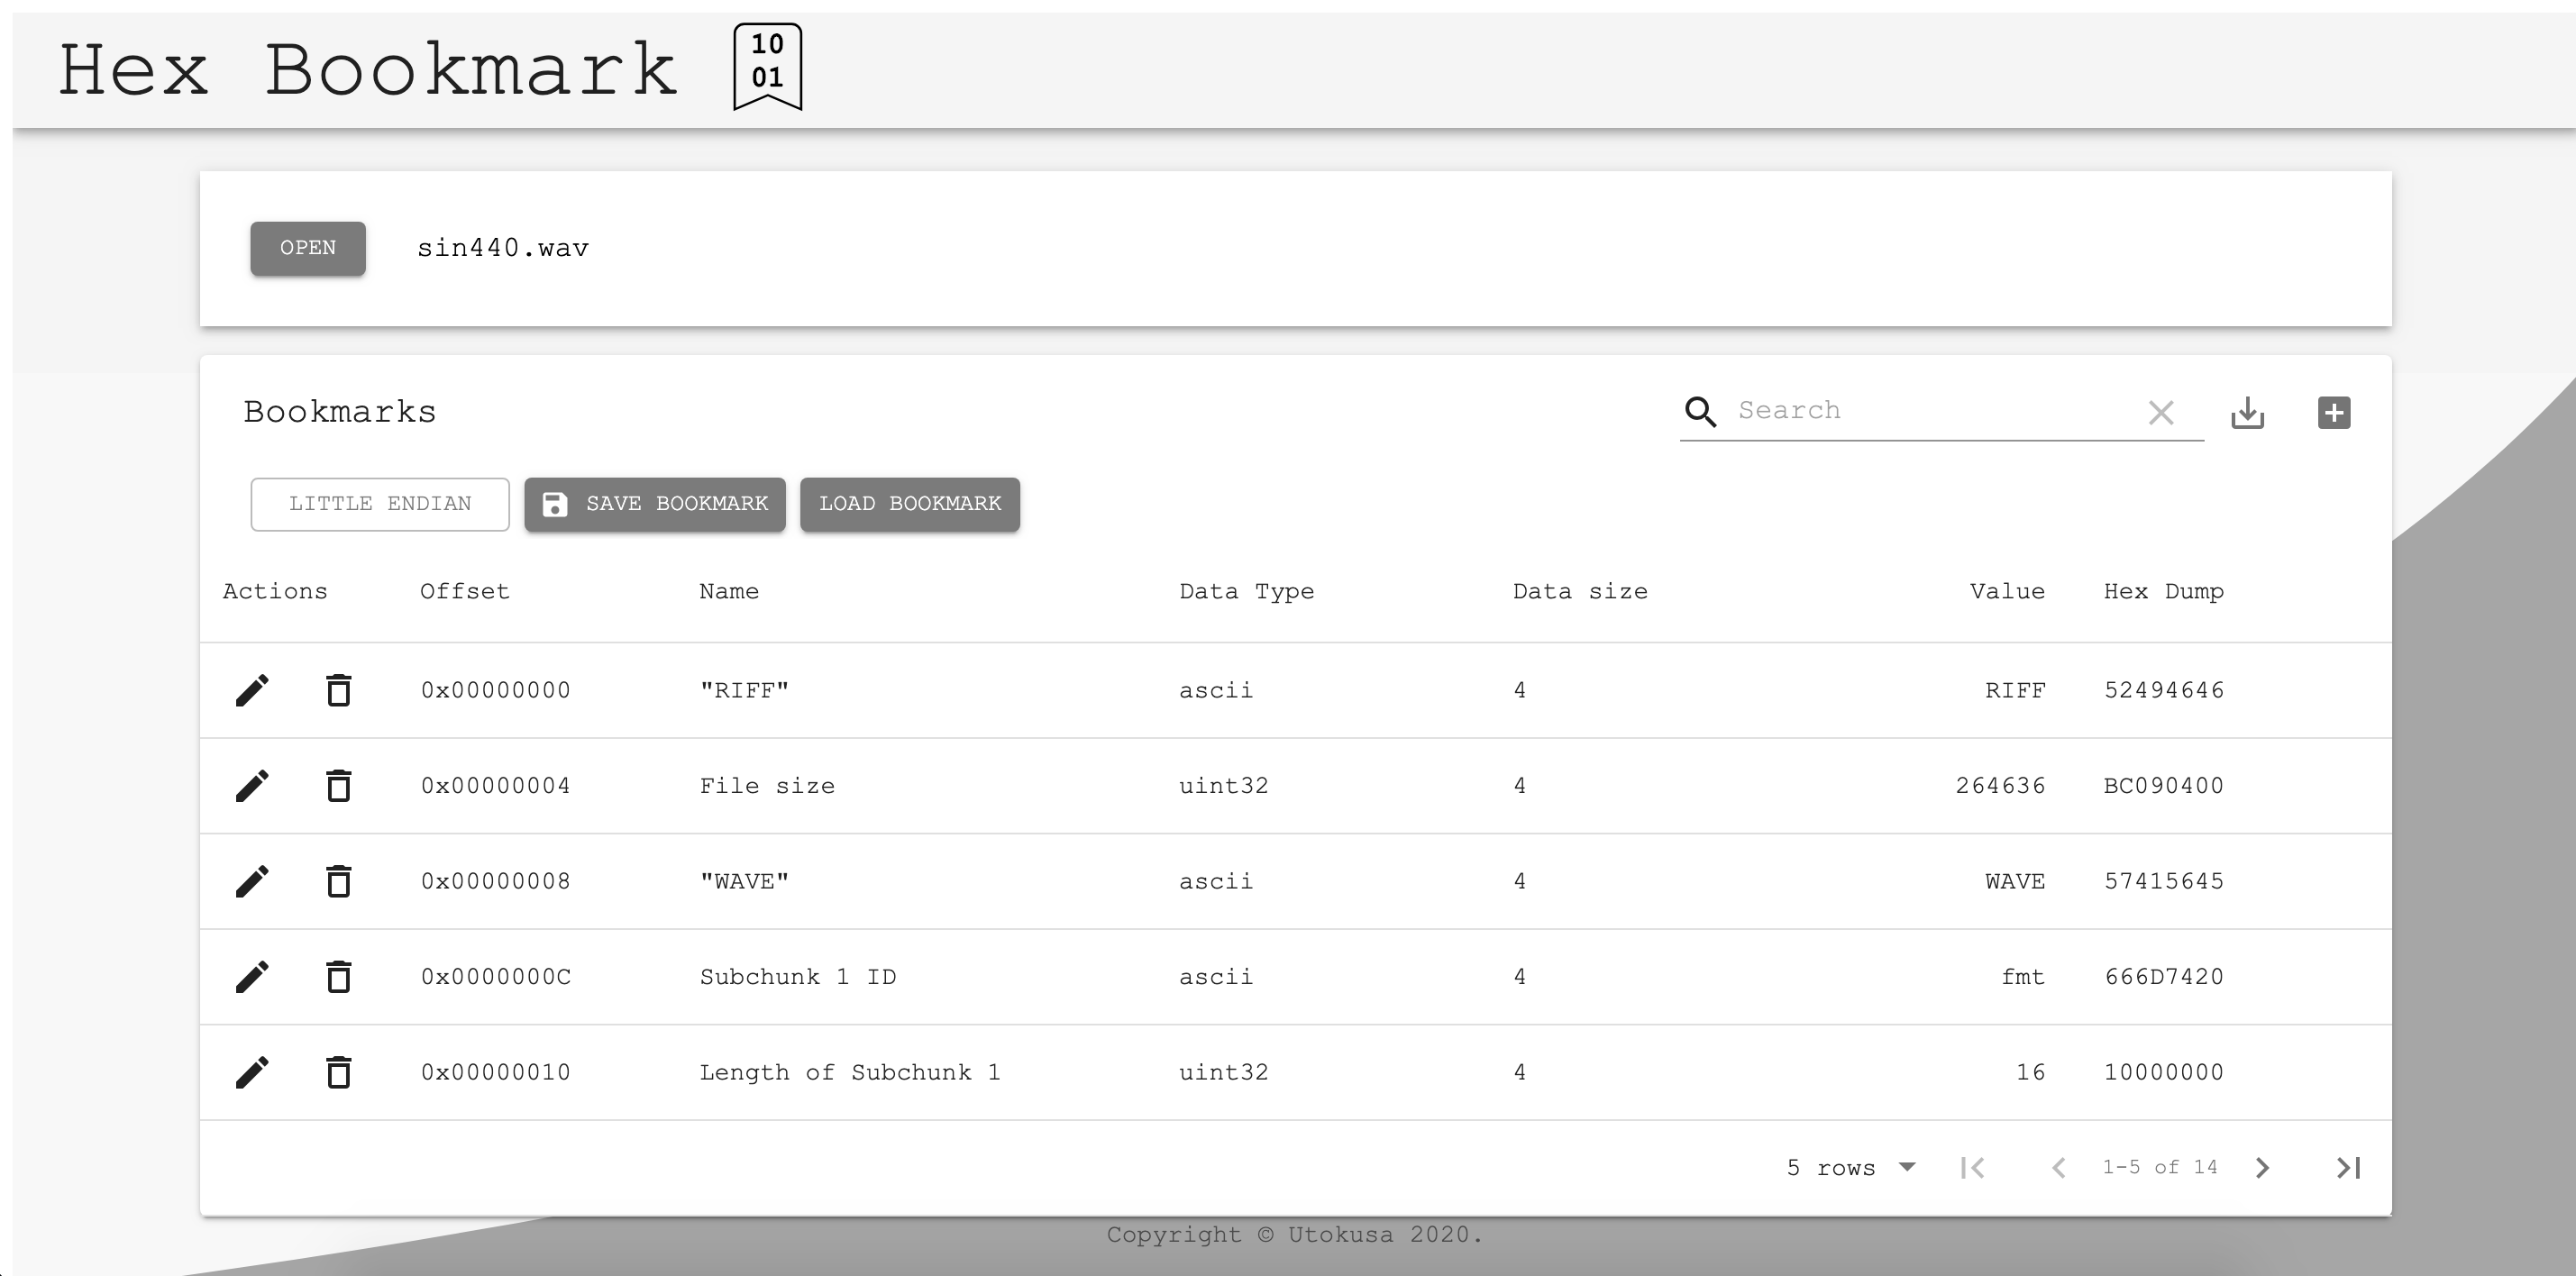 Hex Bookmark
10
01
OPEN sin440.wav
Bookmarks Search
LITTLE ENDIAN SAVE BOOKMARK LOAD BOOKMARK
Actions Offset Name Data Type Data size Value Hex Dump
0x00000000 "RIFF" ascii 4 RIFF 52494646
0x00000004 File size uint32 4 264636 BC090400
0x00000008 "WAVE" ascii 4 WAVE 57415645
0x0000000C Subchunk 1 ID ascii 4 fmt 666D7420
0x00000010 Length of Subchunk 1 uint32 4 16 10000000
5 rows 1-5 of 14
Copyright © Utokusa 2020.